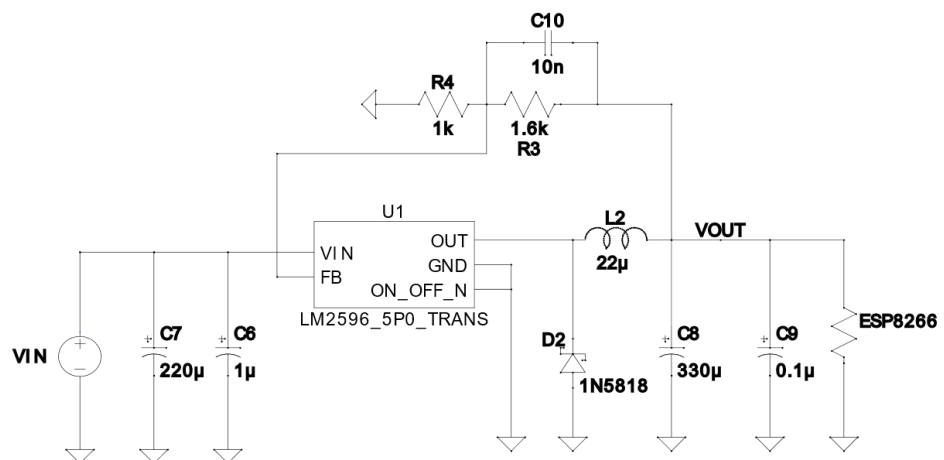 C10
10n
R4
1k
1.6k
R3
U1
VIN
FB
OUT
GND
ON_OFF_N
LM2596_5P0_TRANS
L2
22µ
VOUT
VIN
C7
220µ
C6
1µ
D2
1N5818
C8
330µ
C9
0.1µ
ESP8266